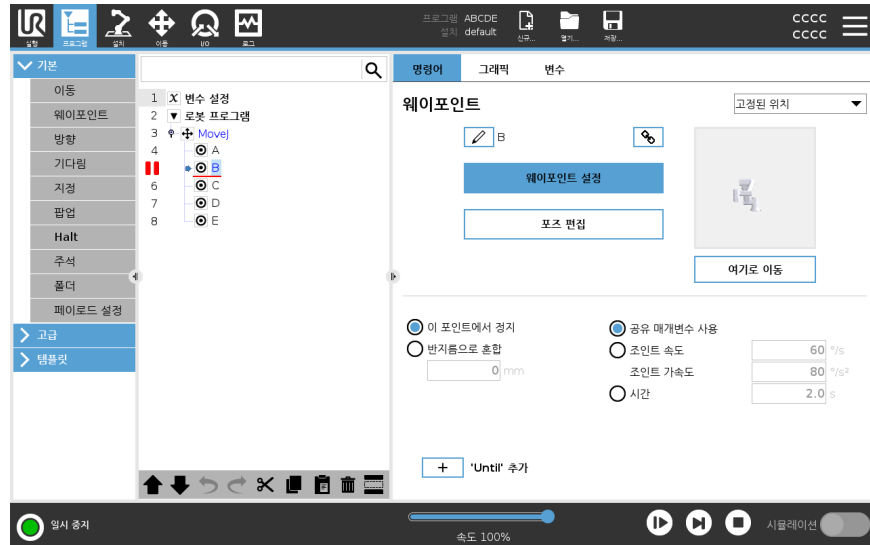 UR
실행
프로그램
설치
이동
I/O
로그
프로그램 ABCDE
설치 default
신규...
열기...
저장...
CCCC
CCCC
기본
이동
웨이포인트
방향
기다림
지정
팝업
Halt
주석
폴더
페이로드 설정
고급
템플릿
1 X 변수 설정
2 ▼ 로봇 프로그램
3 MoveJ
4 A
B
6 C
7 D
8 E
명령어 그래픽 변수
웨이포인트
고정된 위치
B
웨이포인트 설정
포즈 편집
여기로 이동
이 포인트에서 정지
반지름으로 혼합
0 mm
공유 매개변수 사용
조인트 속도 60 °/s
조인트 가속도 80 °/s²
시간 2.0 s
+ 'Until' 추가
일시 중지
속도 100%
시뮬레이션